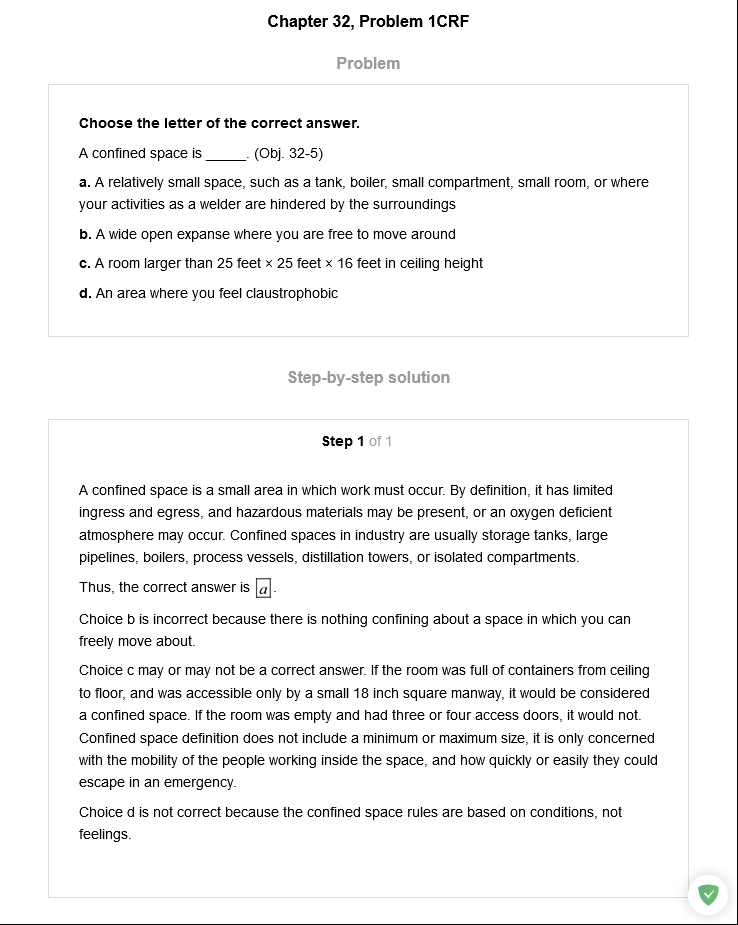 Chapter 32, Problem 1CRF
Problem
Choose the letter of the correct answer.
A confined space is _____. (Obj. 32-5)
a. A relatively small space, such as a tank, boiler, small compartment, small room, or where
your activities as a welder are hindered by the surroundings
b. A wide open expanse where you are free to move around
c. A room larger than 25 feet × 25 feet × 16 feet in ceiling height
d. An area where you feel claustrophobic
Step-by-step solution
Step 1 of 1
A confined space is a small area in which work must occur. By definition, it has limited
ingress and egress, and hazardous materials may be present, or an oxygen deficient
atmosphere may occur. Confined spaces in industry are usually storage tanks, large
pipelines, boilers, process vessels, distillation towers, or isolated compartments.
Thus, the correct answer is a.
Choice b is incorrect because there is nothing confining about a space in which you can
freely move about.
Choice c may or may not be a correct answer. If the room was full of containers from ceiling
to floor, and was accessible only by a small 18 inch square manway, it would be considered
a confined space. If the room was empty and had three or four access doors, it would not.
Confined space definition does not include a minimum or maximum size, it is only concerned
with the mobility of the people working inside the space, and how quickly or easily they could
escape in an emergency.
Choice d is not correct because the confined space rules are based on conditions, not
feelings.